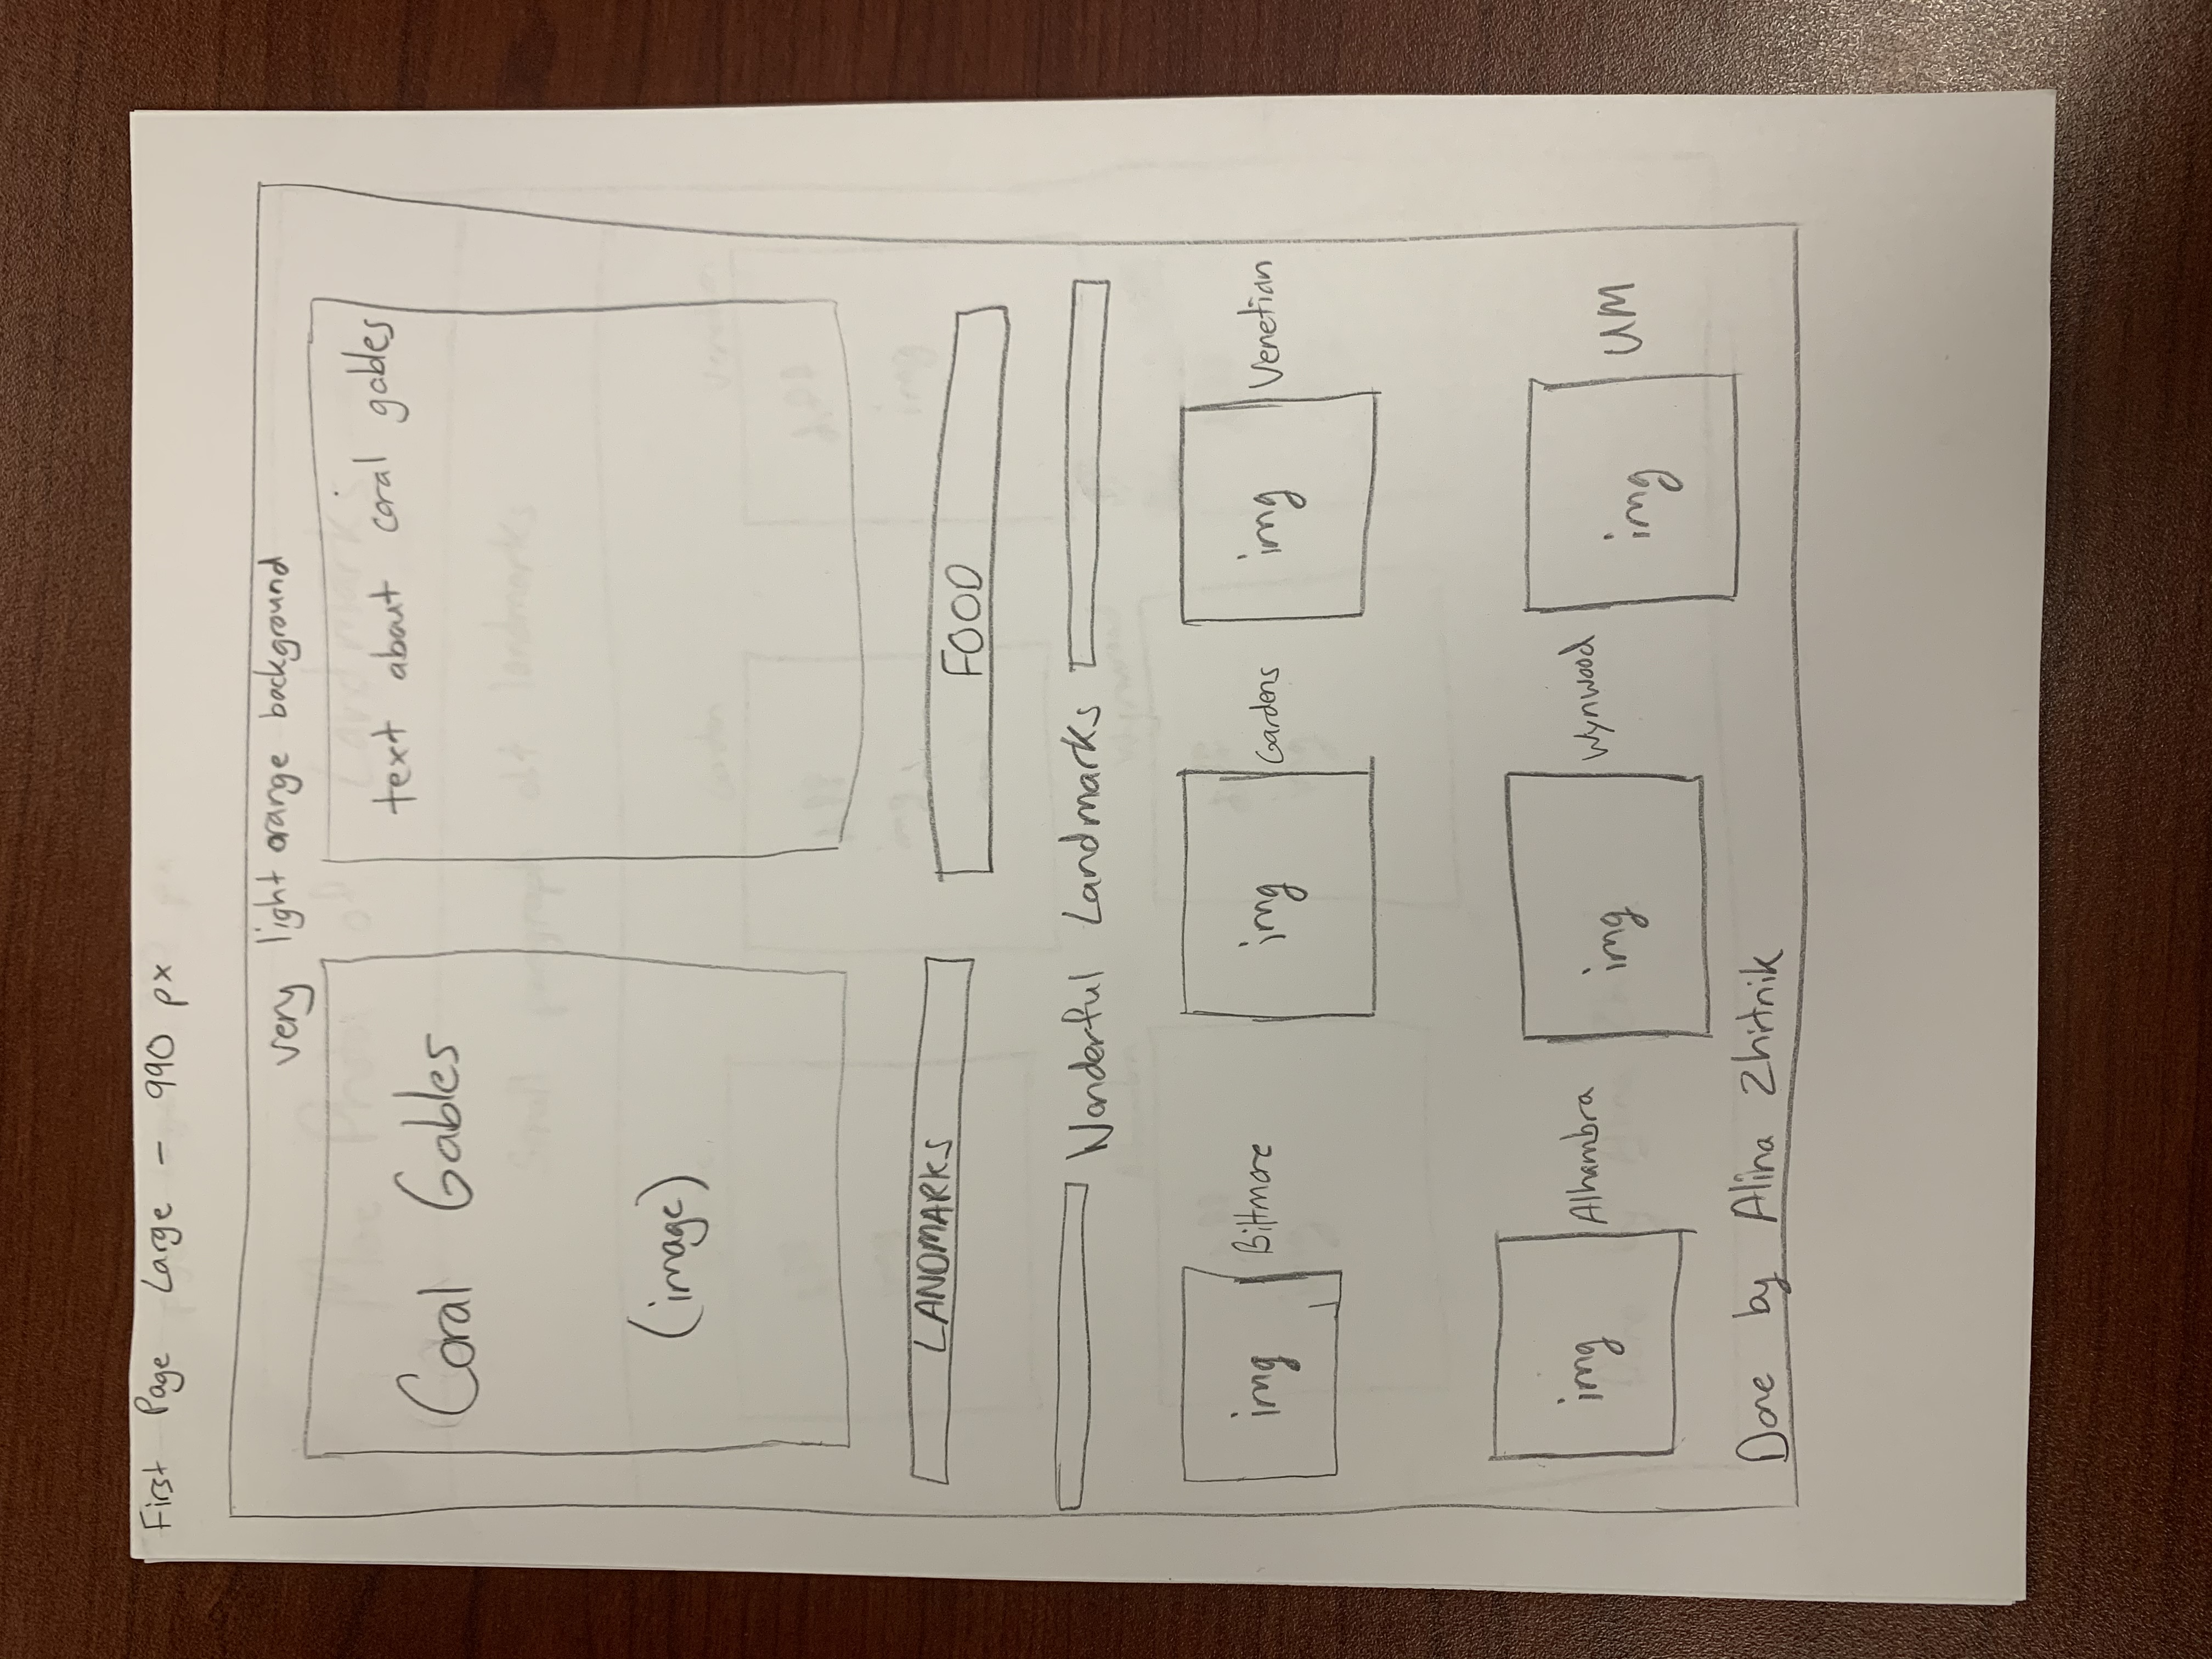 First Page Large - 990 px
very light orange background
Coral Gables
(image)
text about coral gables
LANDMARKS
FOOD
Wonderful Landmarks
img Biltmore img Gardens img Venetian
img Alhambra img Wynwood img UM
Done by Alina Zhitnik